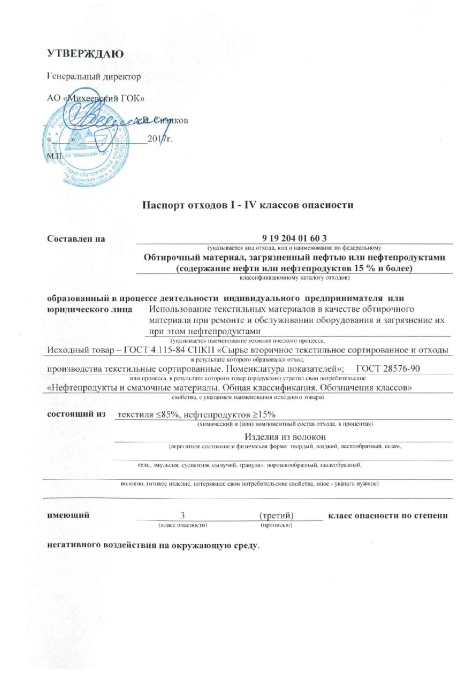 УТВЕРЖДАЮ
Генеральный директор
АО «Михеевский ГОК»
« » 2017г.
М.П.
Паспорт отходов I - IV классов опасности
Составлен на 9 19 204 01 60 3
(указывается вид отхода, код и наименование по федеральному
Обтирочный материал, загрязненный нефтью или нефтепродуктами
(содержание нефти или нефтепродуктов 15 % и более)
классификационному каталогу отходов)
образованный в процессе деятельности индивидуального предпринимателя или
юридического лица Использование текстильных материалов в качестве обтирочного
материала при ремонте и обслуживании оборудования и загрязнение их
при этом нефтепродуктами
(указывается наименование технологического процесса,
Исходный товар – ГОСТ 4.115-84 СПКП «Сырье вторичное текстильное сортированное и отходы
в результате которого образовался отход,
производства текстильные сортированные. Номенклатура показателей»; ГОСТ 28576-90
или процесса, в результате которого товар (продукция) утратил свои потребительские
«Нефтепродукты и смазочные материалы. Общая классификация. Обозначения классов»
свойства, с указанием наименования исходного товара)
состоящий из текстиля ≤85%, нефтепродуктов ≥15%
(химический и (или) компонентный состав отхода, в процентах)
Изделия из волокон
(агрегатное состояние и физическая форма: твердый, жидкий, пастообразный, шлам,
гель, эмульсия, суспензия, сыпучий, гранулят, порошкообразный, пылеобразный,
волокно, готовое изделие, потерявшее свои потребительские свойства, иное - указать нужное)
имеющий 3 (третий) класс опасности по степени
(класс опасности) (прописью)
негативного воздействия на окружающую среду.